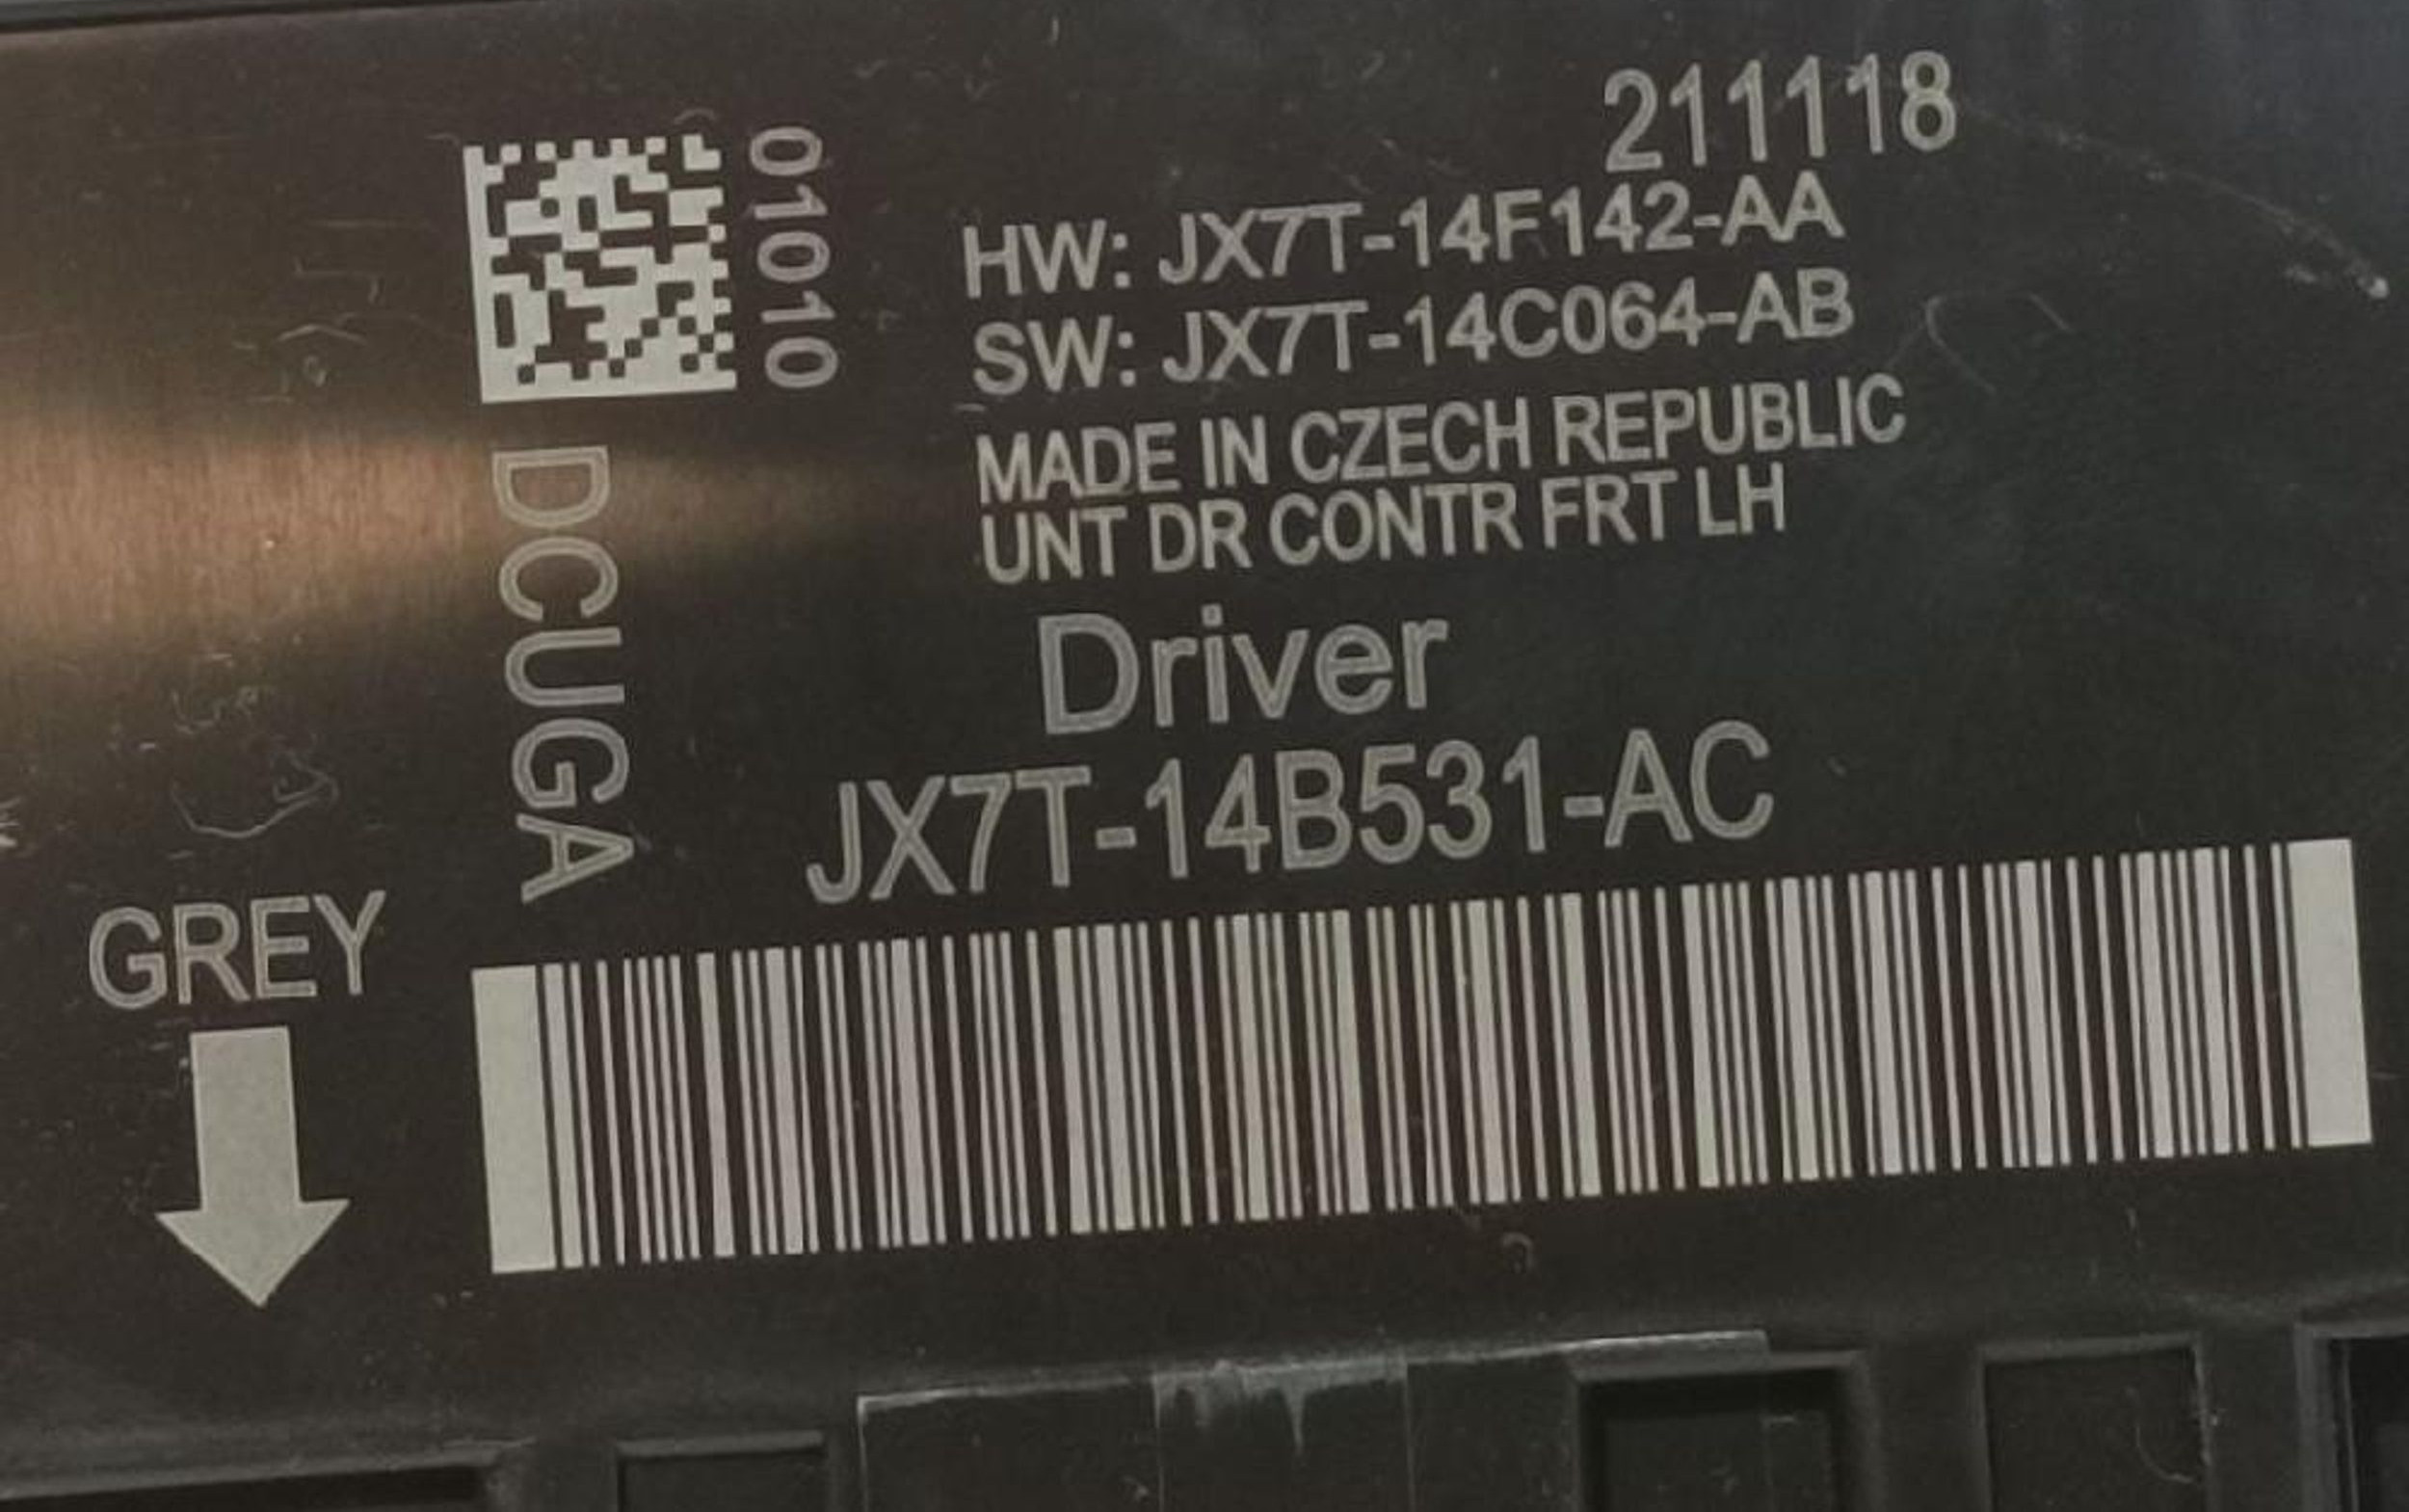 211118
01010
HW: JX7T-14F142-AA
SW: JX7T-14C064-AB
MADE IN CZECH REPUBLIC
UNT DR CONTR FRT LH
DCUGA
Driver
JX7T-14B531-AC
GREY